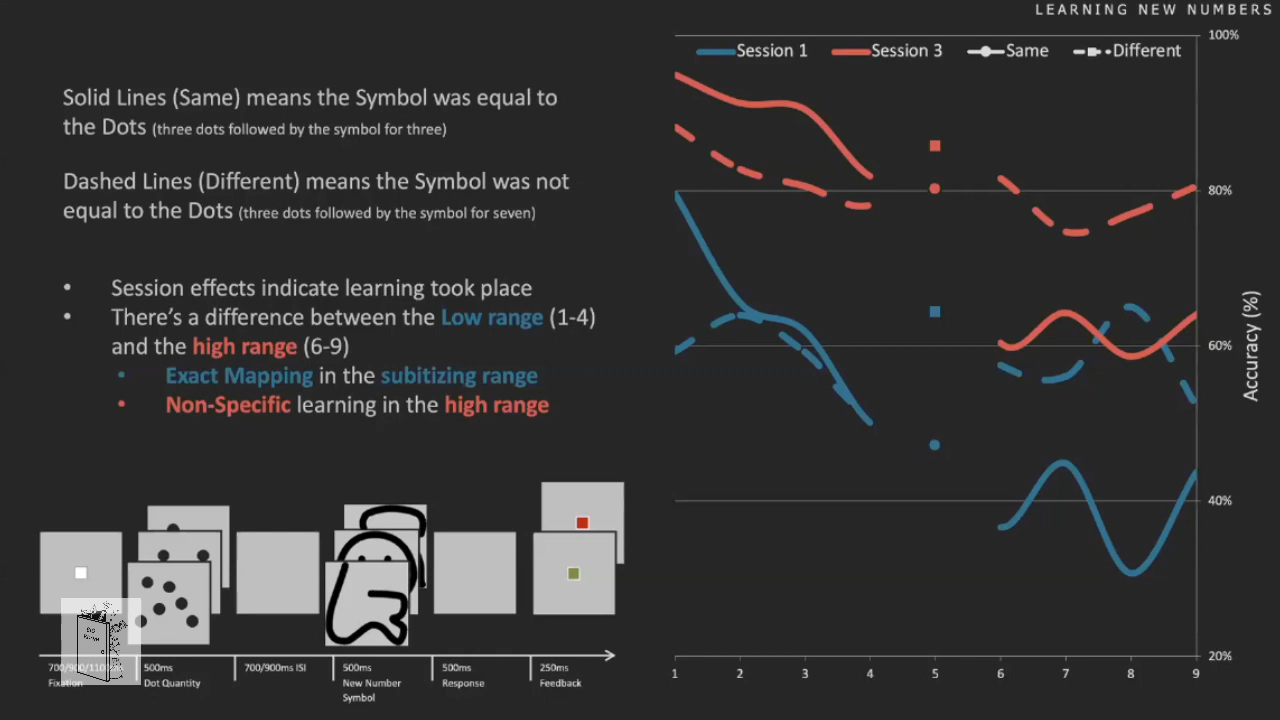 LEARNING NEW NUMBERS
Solid Lines (Same) means the Symbol was equal to
the Dots (three dots followed by the symbol for three)
Dashed Lines (Different) means the Symbol was not
equal to the Dots (three dots followed by the symbol for seven)
• Session effects indicate learning took place
• There's a difference between the Low range (1-4)
and the high range (6-9)
• Exact Mapping in the subitizing range
• Non-Specific learning in the high range
700/900/1100ms
Fixation
500ms
Dot Quantity
700/900ms ISI
500ms
New Number
Symbol
500ms
Response
250ms
Feedback
Session 1
Session 3
Same
Different
100%
80%
60%
40%
20%
Accuracy (%)
1 2 3 4 5 6 7 8 9